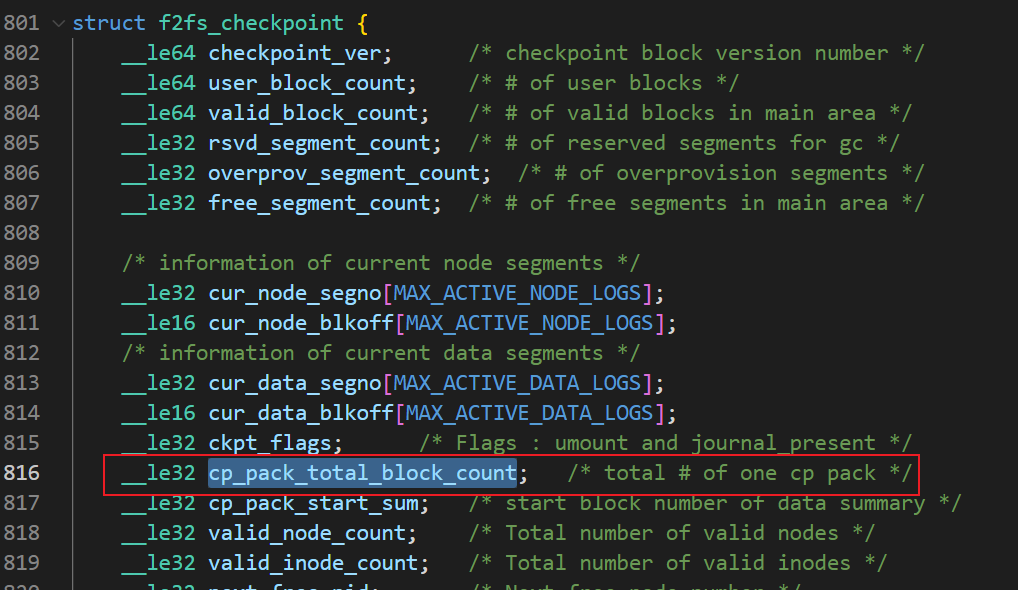 801 struct f2fs_checkpoint {
802 __le64 checkpoint_ver; /* checkpoint block version number */
803 __le64 user_block_count; /* # of user blocks */
804 __le64 valid_block_count; /* # of valid blocks in main area */
805 __le32 rsvd_segment_count; /* # of reserved segments for gc */
806 __le32 overprov_segment_count; /* # of overprovision segments */
807 __le32 free_segment_count; /* # of free segments in main area */
808
809 /* information of current node segments */
810 __le32 cur_node_segno[MAX_ACTIVE_NODE_LOGS];
811 __le16 cur_node_blkoff[MAX_ACTIVE_NODE_LOGS];
812 /* information of current data segments */
813 __le32 cur_data_segno[MAX_ACTIVE_DATA_LOGS];
814 __le16 cur_data_blkoff[MAX_ACTIVE_DATA_LOGS];
815 __le32 ckpt_flags; /* Flags : umount and journal_present */
816 __le32 cp_pack_total_block_count; /* total # of one cp pack */
817 __le32 cp_pack_start_sum; /* start block number of data summary */
818 __le32 valid_node_count; /* Total number of valid nodes */
819 __le32 valid_inode_count; /* Total number of valid inodes */